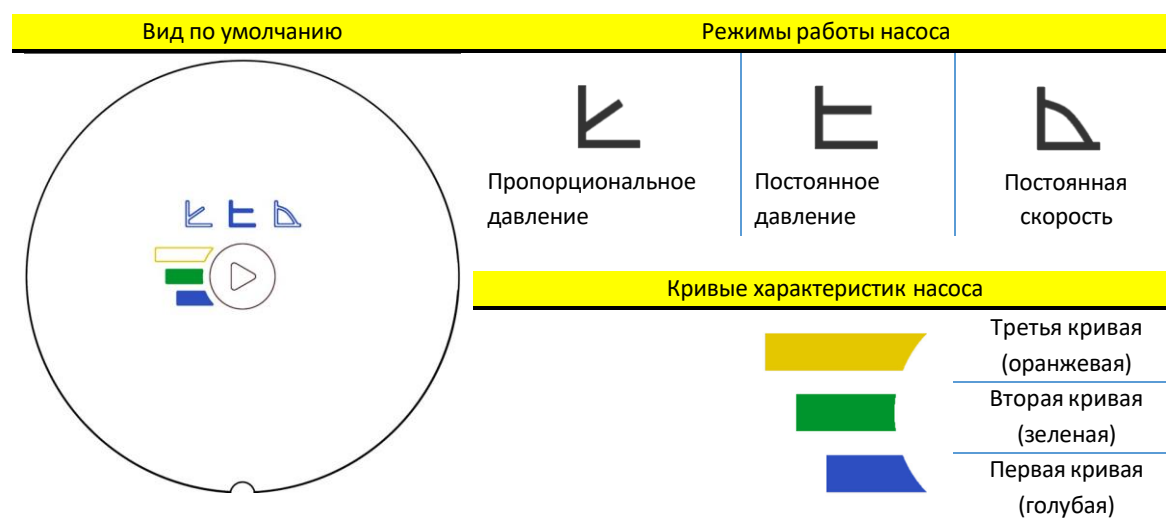 Вид по умолчанию
Режимы работы насоса
Пропорциональное
давление
Постоянное
давление
Постоянная
скорость
Кривые характеристик насоса
Третья кривая
(оранжевая)
Вторая кривая
(зеленая)
Первая кривая
(голубая)